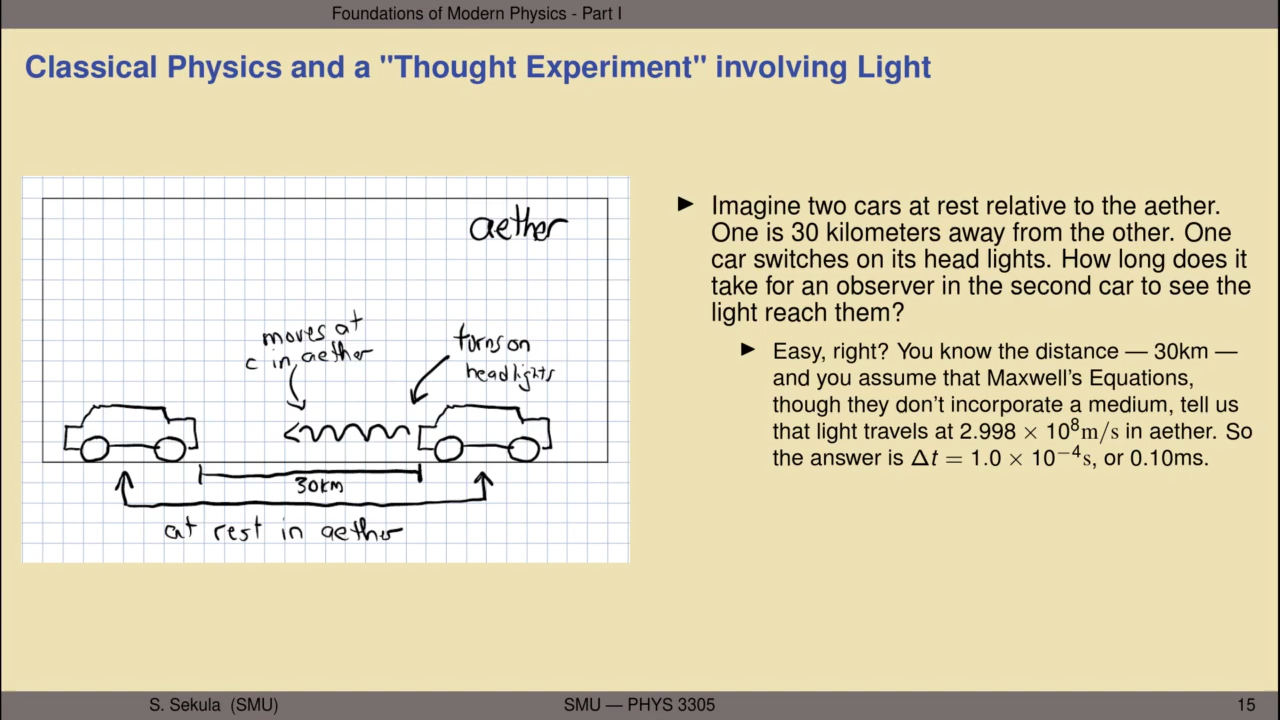 Foundations of Modern Physics - Part I
Classical Physics and a "Thought Experiment" involving Light
aether
moves at
c in aether
turns on
headlights
30km
at rest in aether
► Imagine two cars at rest relative to the aether.
One is 30 kilometers away from the other. One
car switches on its head lights. How long does it
take for an observer in the second car to see the
light reach them?
► Easy, right? You know the distance — 30km —
and you assume that Maxwell's Equations,
though they don't incorporate a medium, tell us
that light travels at 2.998 × 10⁸m/s in aether. So
the answer is Δt = 1.0 × 10⁻⁴s, or 0.10ms.
S. Sekula (SMU)
SMU — PHYS 3305
15